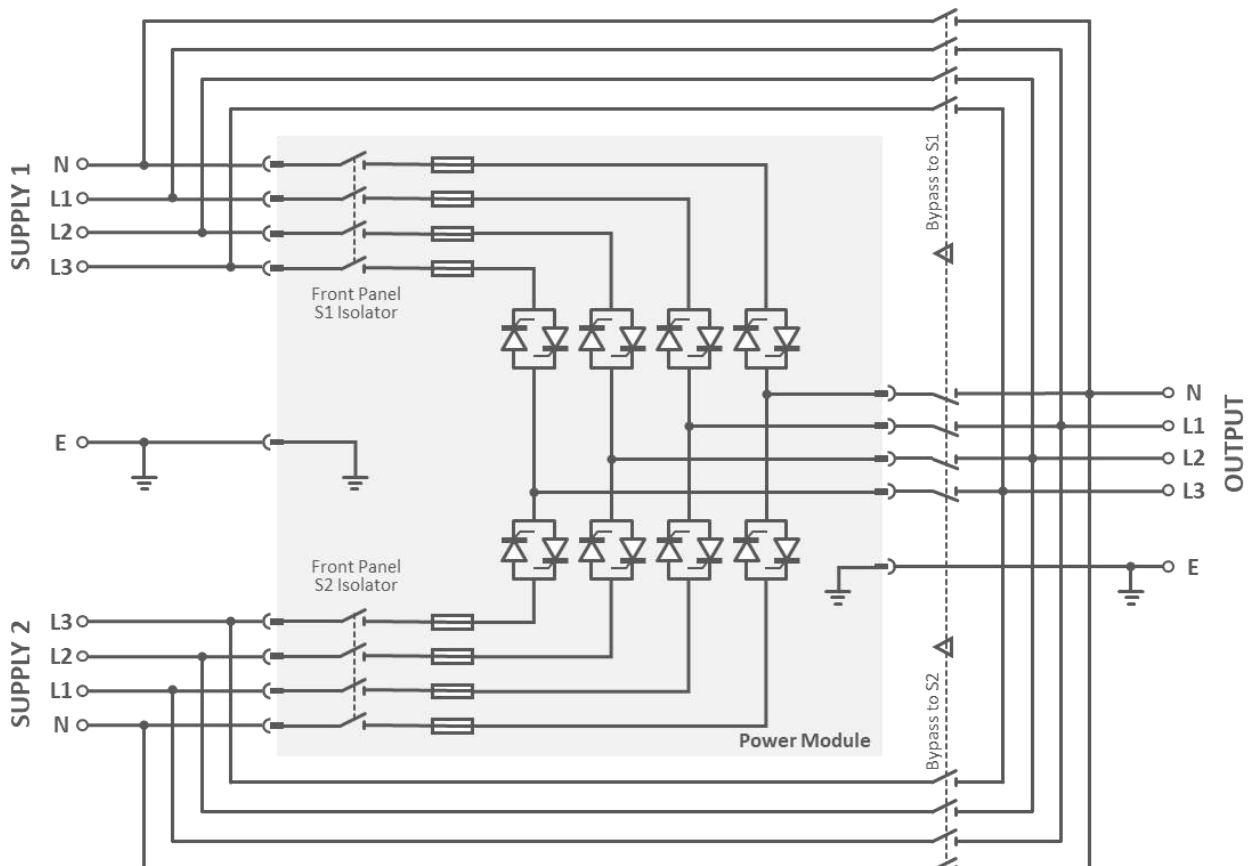 SUPPLY 1
N
L1
L2
L3
E
Front Panel
S1 Isolator
Bypass to S1
N
L1
L2
L3
E
OUTPUT
Front Panel
S2 Isolator
SUPPLY 2
L3
L2
L1
N
Power Module
Bypass to S2